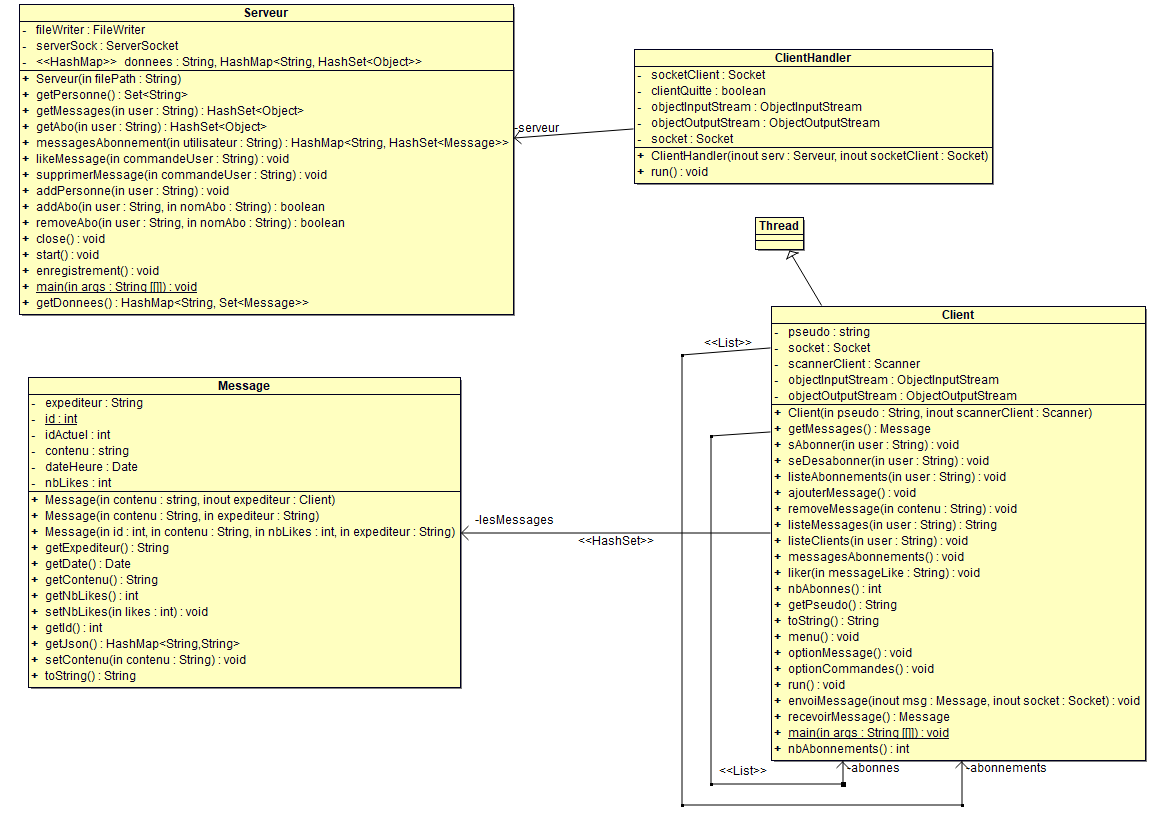 Serveur
- fileWriter : FileWriter
- serverSock : ServerSocket
- <<HashMap>> donnees : String, HashMap<String, HashSet<Object>>
+ Serveur(in filePath : String)
+ getPersonne() : Set<String>
+ getMessages(in user : String) : HashSet<Object>
+ getAbo(in user : String) : HashSet<Object>
+ messagesAbonnement(in utilisateur : String) : HashMap<String, HashSet<Message>>
+ likeMessage(in commandeUser : String) : void
+ supprimerMessage(in commandeUser : String) : void
+ addPersonne(in user : String) : void
+ addAbo(in user : String, in nomAbo : String) : boolean
+ removeAbo(in user : String, in nomAbo : String) : boolean
+ close() : void
+ start() : void
+ enregistrement() : void
+ main(in args : String [[]]) : void
+ getDonnees() : HashMap<String, Set<Message>>
-serveur
ClientHandler
- socketClient : Socket
- clientQuitte : boolean
- objectInputStream : ObjectInputStream
- objectOutputStream : ObjectOutputStream
- socket : Socket
+ ClientHandler(inout serv : Serveur, inout socketClient : Socket)
+ run() : void
Thread
Client
- pseudo : string
- socket : Socket
- scannerClient : Scanner
- objectInputStream : ObjectInputStream
- objectOutputStream : ObjectOutputStream
+ Client(in pseudo : String, inout scannerClient : Scanner)
+ getMessages() : Message
+ sAbonner(in user : String) : void
+ seDesabonner(in user : String) : void
+ listeAbonnements(in user : String) : void
+ ajouterMessage() : void
+ removeMessage(in contenu : String) : void
+ listeMessages(in user : String) : String
+ listeClients(in user : String) : void
+ messagesAbonnements() : void
+ liker(in messageLike : String) : void
+ nbAbonnes() : int
+ getPseudo() : String
+ toString() : String
+ menu() : void
+ optionMessage() : void
+ optionCommandes() : void
+ run() : void
+ envoiMessage(inout msg : Message, inout socket : Socket) : void
+ recevoirMessage() : Message
+ main(in args : String [[]]) : void
+ nbAbonnements() : int
<<List>>
Message
- expediteur : String
- id : int
- idActuel : int
- contenu : string
- dateHeure : Date
- nbLikes : int
+ Message(in contenu : string, inout expediteur : Client)
+ Message(in contenu : String, in expediteur : String)
+ Message(in id : int, in contenu : String, in nbLikes : int, in expediteur : String)
+ getExpediteur() : String
+ getDate() : Date
+ getContenu() : String
+ getNbLikes() : int
+ setNbLikes(in likes : int) : void
+ getId() : int
+ getJson() : HashMap<String,String>
+ setContenu(in contenu : String) : void
+ toString() : String
-lesMessages
<<HashSet>>
<<List>>
-abonnes
-abonnements